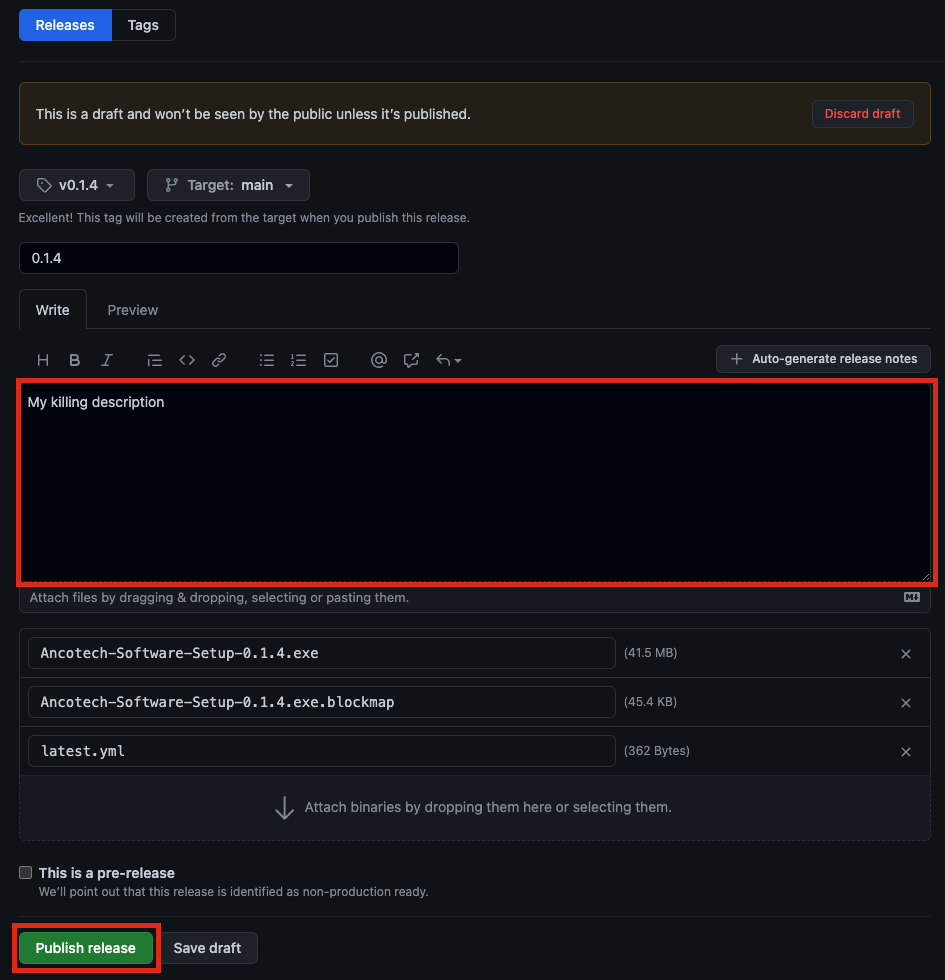 Releases Tags
This is a draft and won’t be seen by the public unless it’s published. Discard draft
v0.1.4 Target: main
Excellent! This tag will be created from the target when you publish this release.
0.1.4
Write Preview
H B I @ Auto-generate release notes
My killing description
Attach files by dragging & dropping, selecting or pasting them.
Ancotech-Software-Setup-0.1.4.exe (41.5 MB)
Ancotech-Software-Setup-0.1.4.exe.blockmap (45.4 KB)
latest.yml (362 Bytes)
Attach binaries by dropping them here or selecting them.
This is a pre-release
We’ll point out that this release is identified as non-production ready.
Publish release Save draft